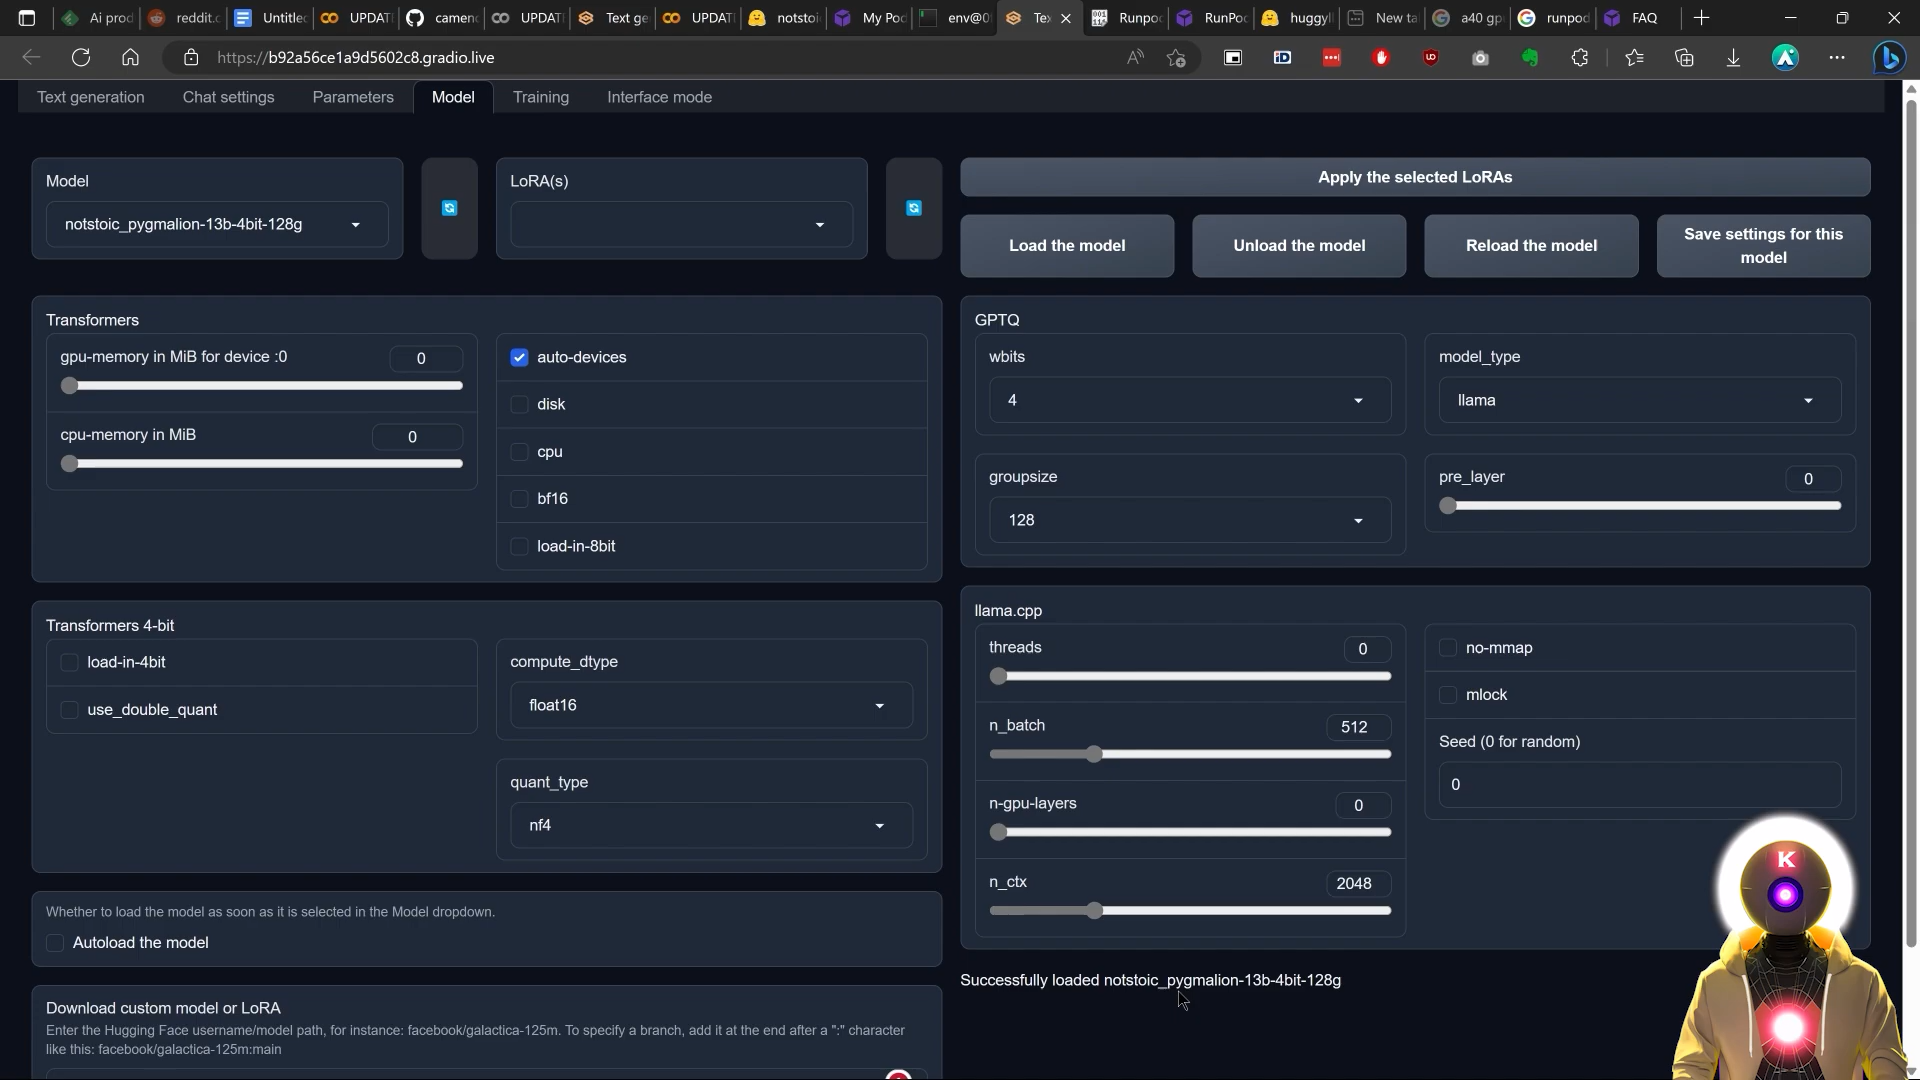 Ai prod
reddit.c
Untitled
UPDAT
camenc
UPDAT
Text ge
UPDAT
notstoi
My Pod
env@0
Tex
Runpo
RunPod
huggyll
New ta
a40 gp
runpod
FAQ
https://b92a56ce1a9d5602c8.gradio.live
Text generation
Chat settings
Parameters
Model
Training
Interface mode
Model
notstoic_pygmalion-13b-4bit-128g
LoRA(s)
Apply the selected LoRAs
Load the model
Unload the model
Reload the model
Save settings for this
model
Transformers
gpu-memory in MiB for device :0
0
cpu-memory in MiB
0
auto-devices
disk
cpu
bf16
load-in-8bit
GPTQ
wbits
4
model_type
llama
groupsize
128
pre_layer
0
Transformers 4-bit
load-in-4bit
use_double_quant
compute_dtype
float16
quant_type
nf4
llama.cpp
threads
0
n_batch
512
n-gpu-layers
0
n_ctx
2048
no-mmap
mlock
Seed (0 for random)
0
Whether to load the model as soon as it is selected in the Model dropdown.
Autoload the model
Successfully loaded notstoic_pygmalion-13b-4bit-128g
Download custom model or LoRA
Enter the Hugging Face username/model path, for instance: facebook/galactica-125m. To specify a branch, add it at the end after a ":" character
like this: facebook/galactica-125m:main
K